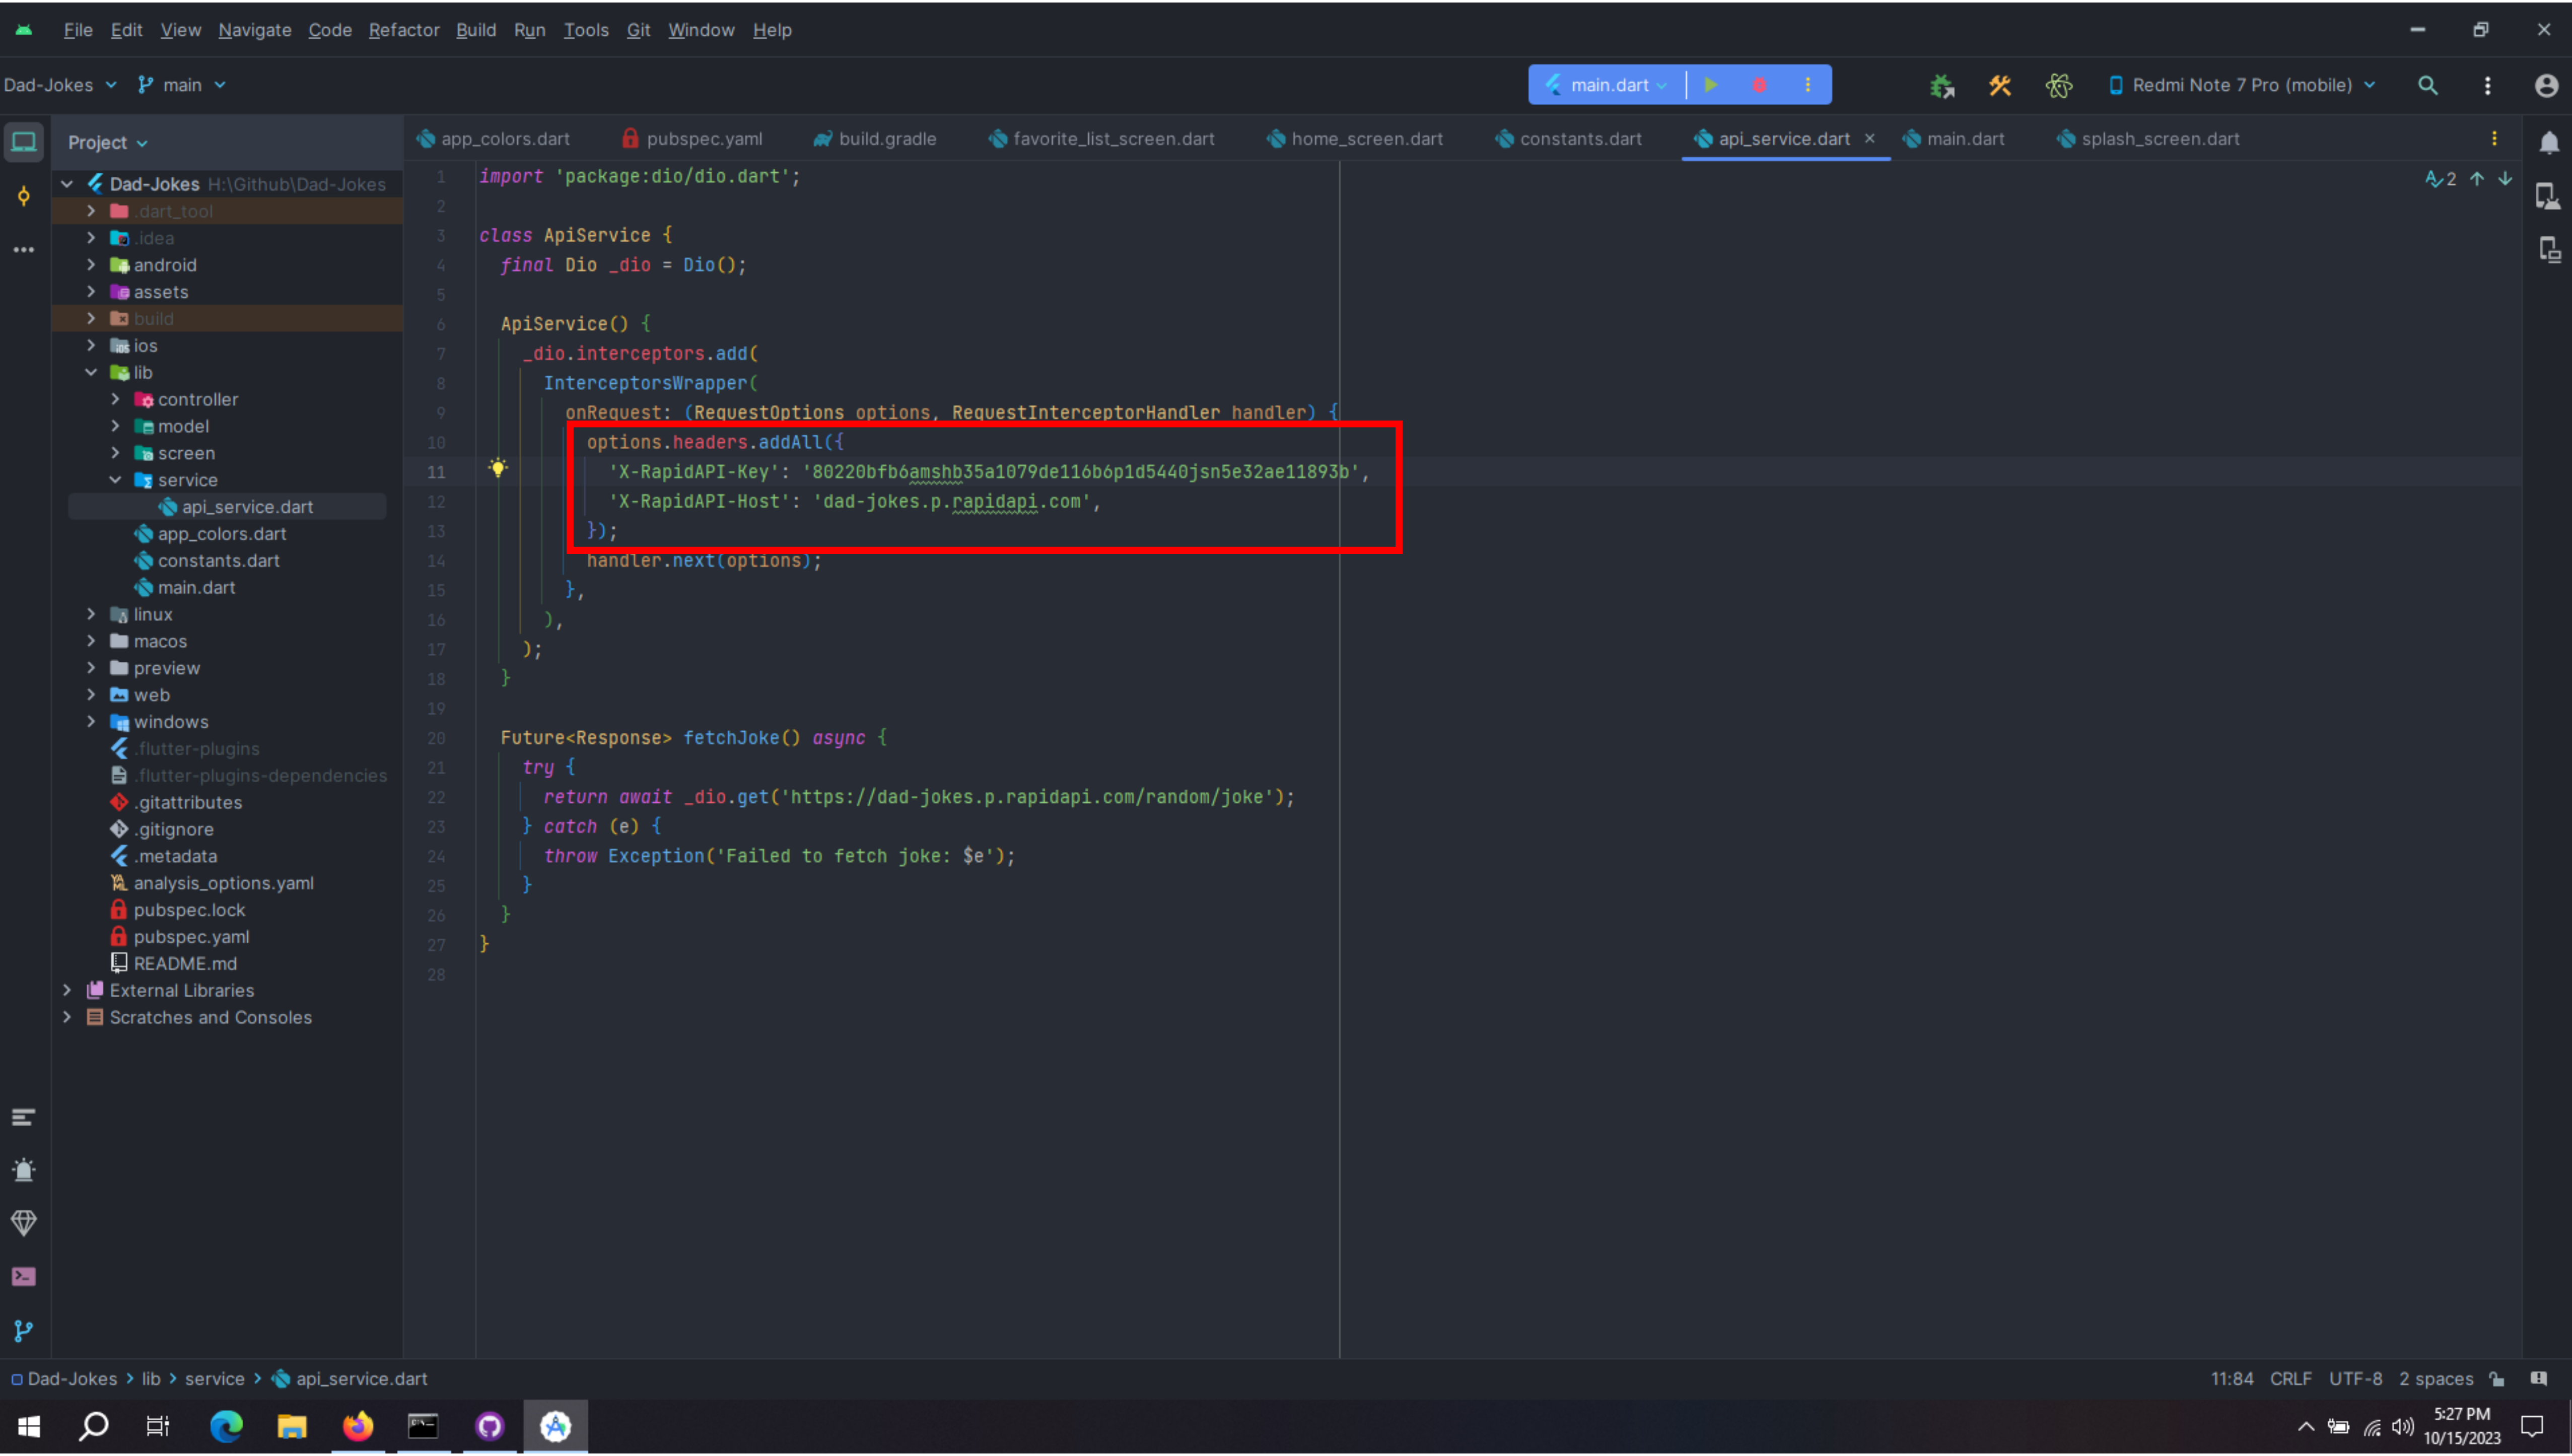 File Edit View Navigate Code Refactor Build Run Tools Git Window Help
Dad-Jokes main main.dart Redmi Note 7 Pro (mobile)
Project
app_colors.dart pubspec.yaml build.gradle favorite_list_screen.dart home_screen.dart constants.dart api_service.dart main.dart splash_screen.dart
Dad-Jokes H:\Github\Dad-Jokes
.dart_tool
.idea
android
assets
build
ios
lib
controller
model
screen
service
api_service.dart
app_colors.dart
constants.dart
main.dart
linux
macos
preview
web
windows
.flutter-plugins
.flutter-plugins-dependencies
.gitattributes
.gitignore
.metadata
analysis_options.yaml
pubspec.lock
pubspec.yaml
README.md
External Libraries
Scratches and Consoles
2
1 import 'package:dio/dio.dart';
2
3 class ApiService {
4 final Dio _dio = Dio();
5
6 ApiService() {
7 _dio.interceptors.add(
8 InterceptorsWrapper(
9 onRequest: (RequestOptions options, RequestInterceptorHandler handler) {
10 options.headers.addAll({
11 'X-RapidAPI-Key': '80220bfb6amshb35a1079de116b6p1d5440jsn5e32ae11893b',
12 'X-RapidAPI-Host': 'dad-jokes.p.rapidapi.com',
13 });
14 handler.next(options);
15 },
16 ),
17 );
18 }
19
20 Future<Response> fetchJoke() async {
21 try {
22 return await _dio.get('https://dad-jokes.p.rapidapi.com/random/joke');
23 } catch (e) {
24 throw Exception('Failed to fetch joke: $e');
25 }
26 }
27 }
28
Dad-Jokes > lib > service > api_service.dart
11:84 CRLF UTF-8 2 spaces
5:27 PM
10/15/2023